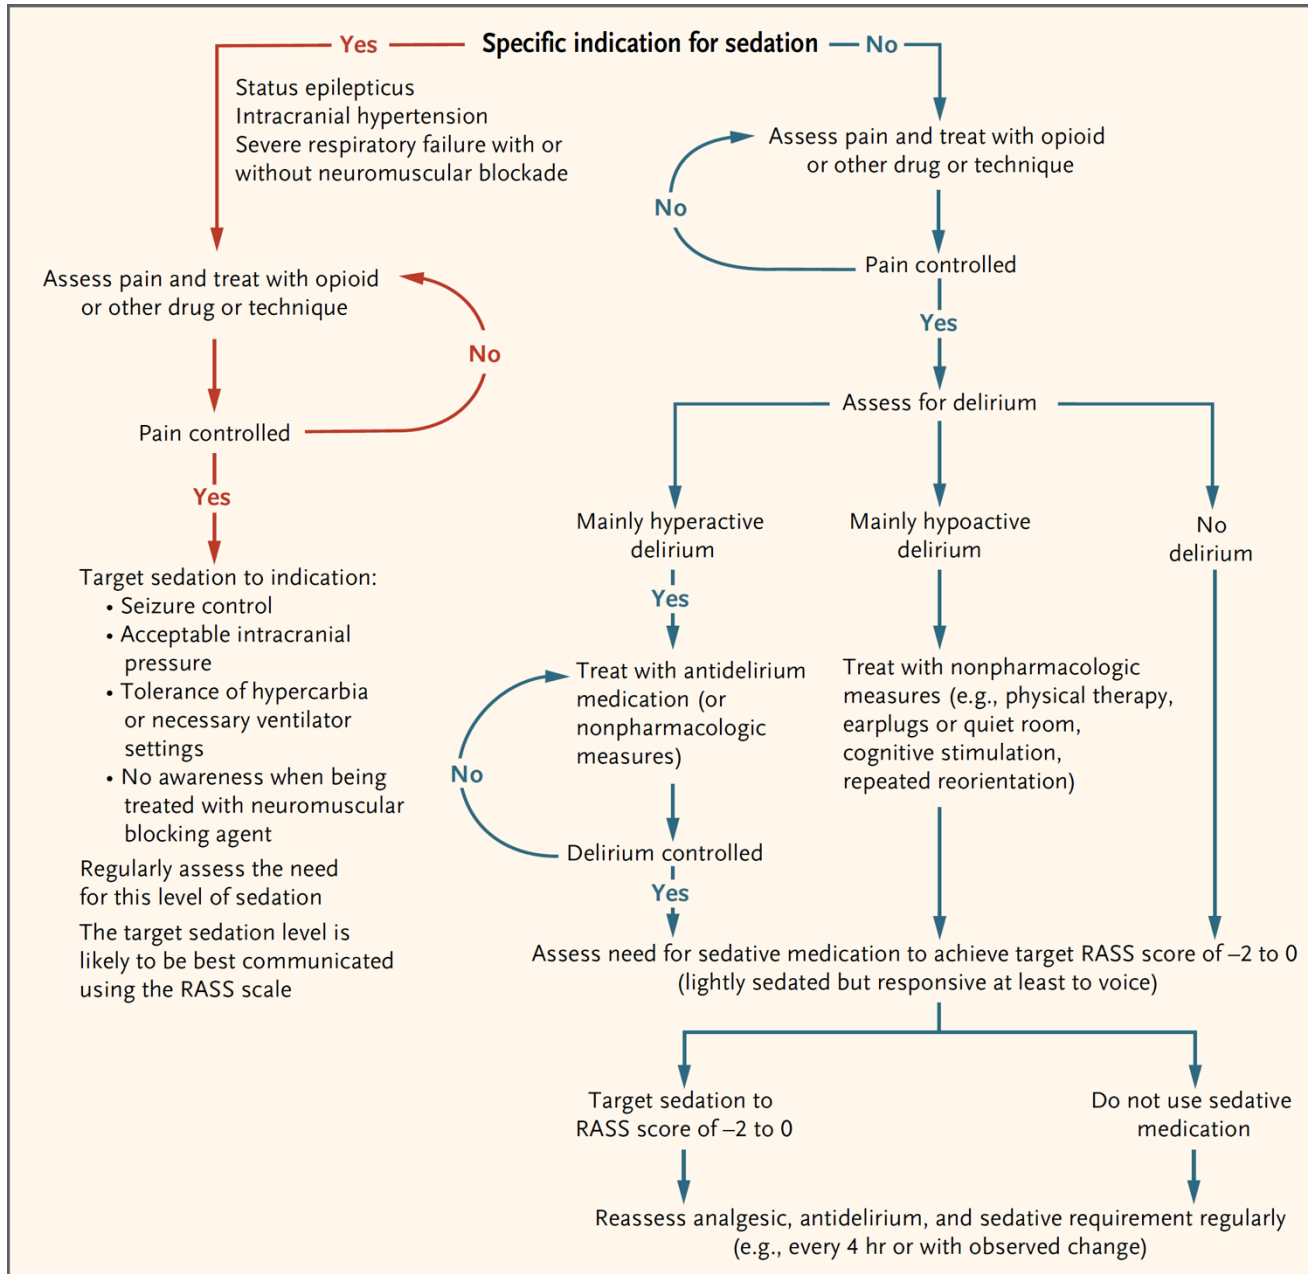 Specific indication for sedation
Yes
No
Status epilepticus
Intracranial hypertension
Severe respiratory failure with or
without neuromuscular blockade
Assess pain and treat with opioid
or other drug or technique
No
Pain controlled
Yes
Target sedation to indication:
• Seizure control
• Acceptable intracranial
pressure
• Tolerance of hypercarbia
or necessary ventilator
settings
• No awareness when being
treated with neuromuscular
blocking agent
Regularly assess the need
for this level of sedation
The target sedation level is
likely to be best communicated
using the RASS scale
Assess pain and treat with opioid
or other drug or technique
No
Pain controlled
Yes
Assess for delirium
Mainly hyperactive
delirium
Yes
Treat with antidelirium
medication (or
nonpharmacologic
measures)
No
Delirium controlled
Yes
Mainly hypoactive
delirium
Treat with nonpharmacologic
measures (e.g., physical therapy,
earplugs or quiet room,
cognitive stimulation,
repeated reorientation)
No
delirium
Assess need for sedative medication to achieve target RASS score of –2 to 0
(lightly sedated but responsive at least to voice)
Target sedation to
RASS score of –2 to 0
Do not use sedative
medication
Reassess analgesic, antidelirium, and sedative requirement regularly
(e.g., every 4 hr or with observed change)